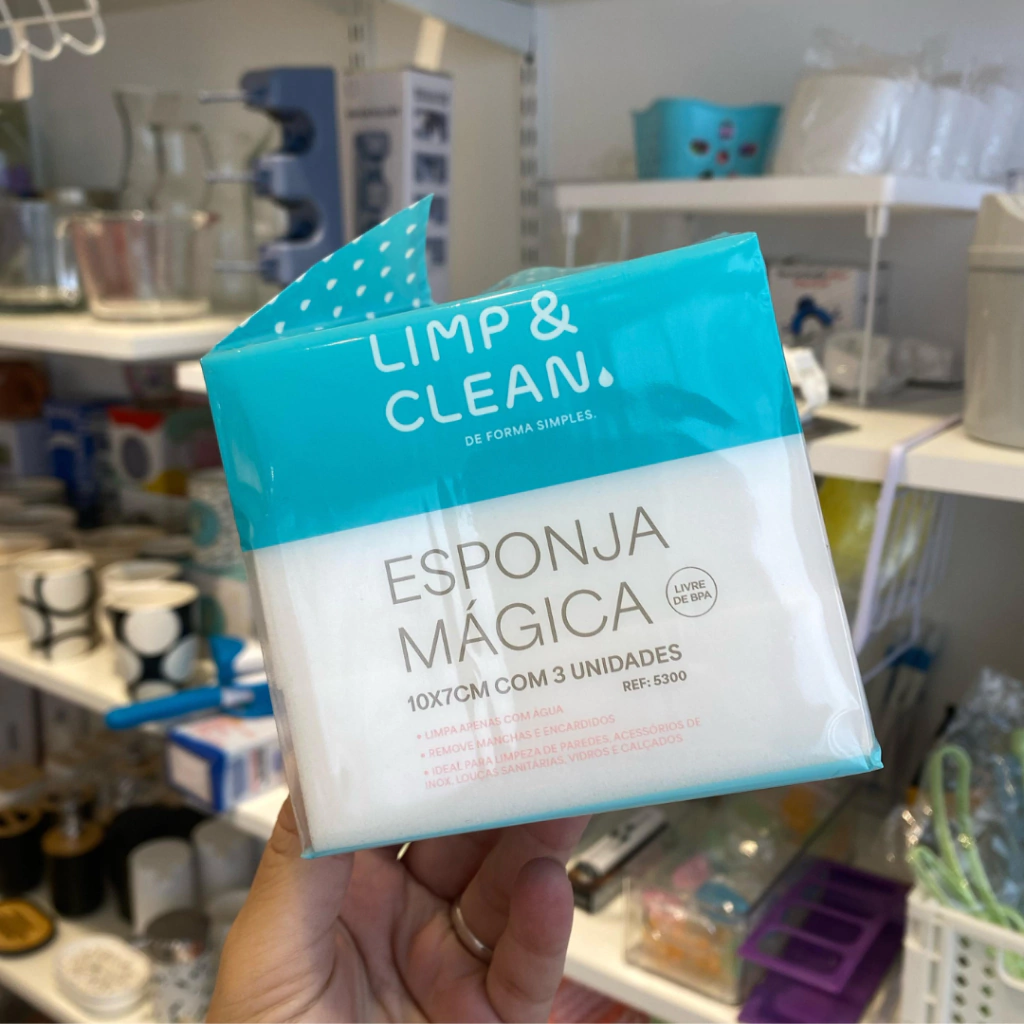 LIMP &
CLEAN
DE FORMA SIMPLES.
ESPONJA
MÁGICA
LIVRE
DE BPA
10X7CM COM 3 UNIDADES
REF: 5300
• LIMPA APENAS COM ÁGUA
• REMOVE MANCHAS E ENCARDIDOS
• IDEAL PARA LIMPEZA DE PAREDES, ACESSÓRIOS DE
INOX, LOUÇAS SANITÁRIAS, VIDROS E CALÇADOS